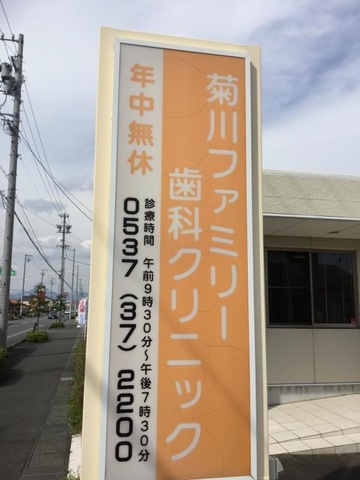 菊川ファミリー
歯科クリニック
年中無休
診療時間 午前9時30分〜午後7時30分
0537(37)2200